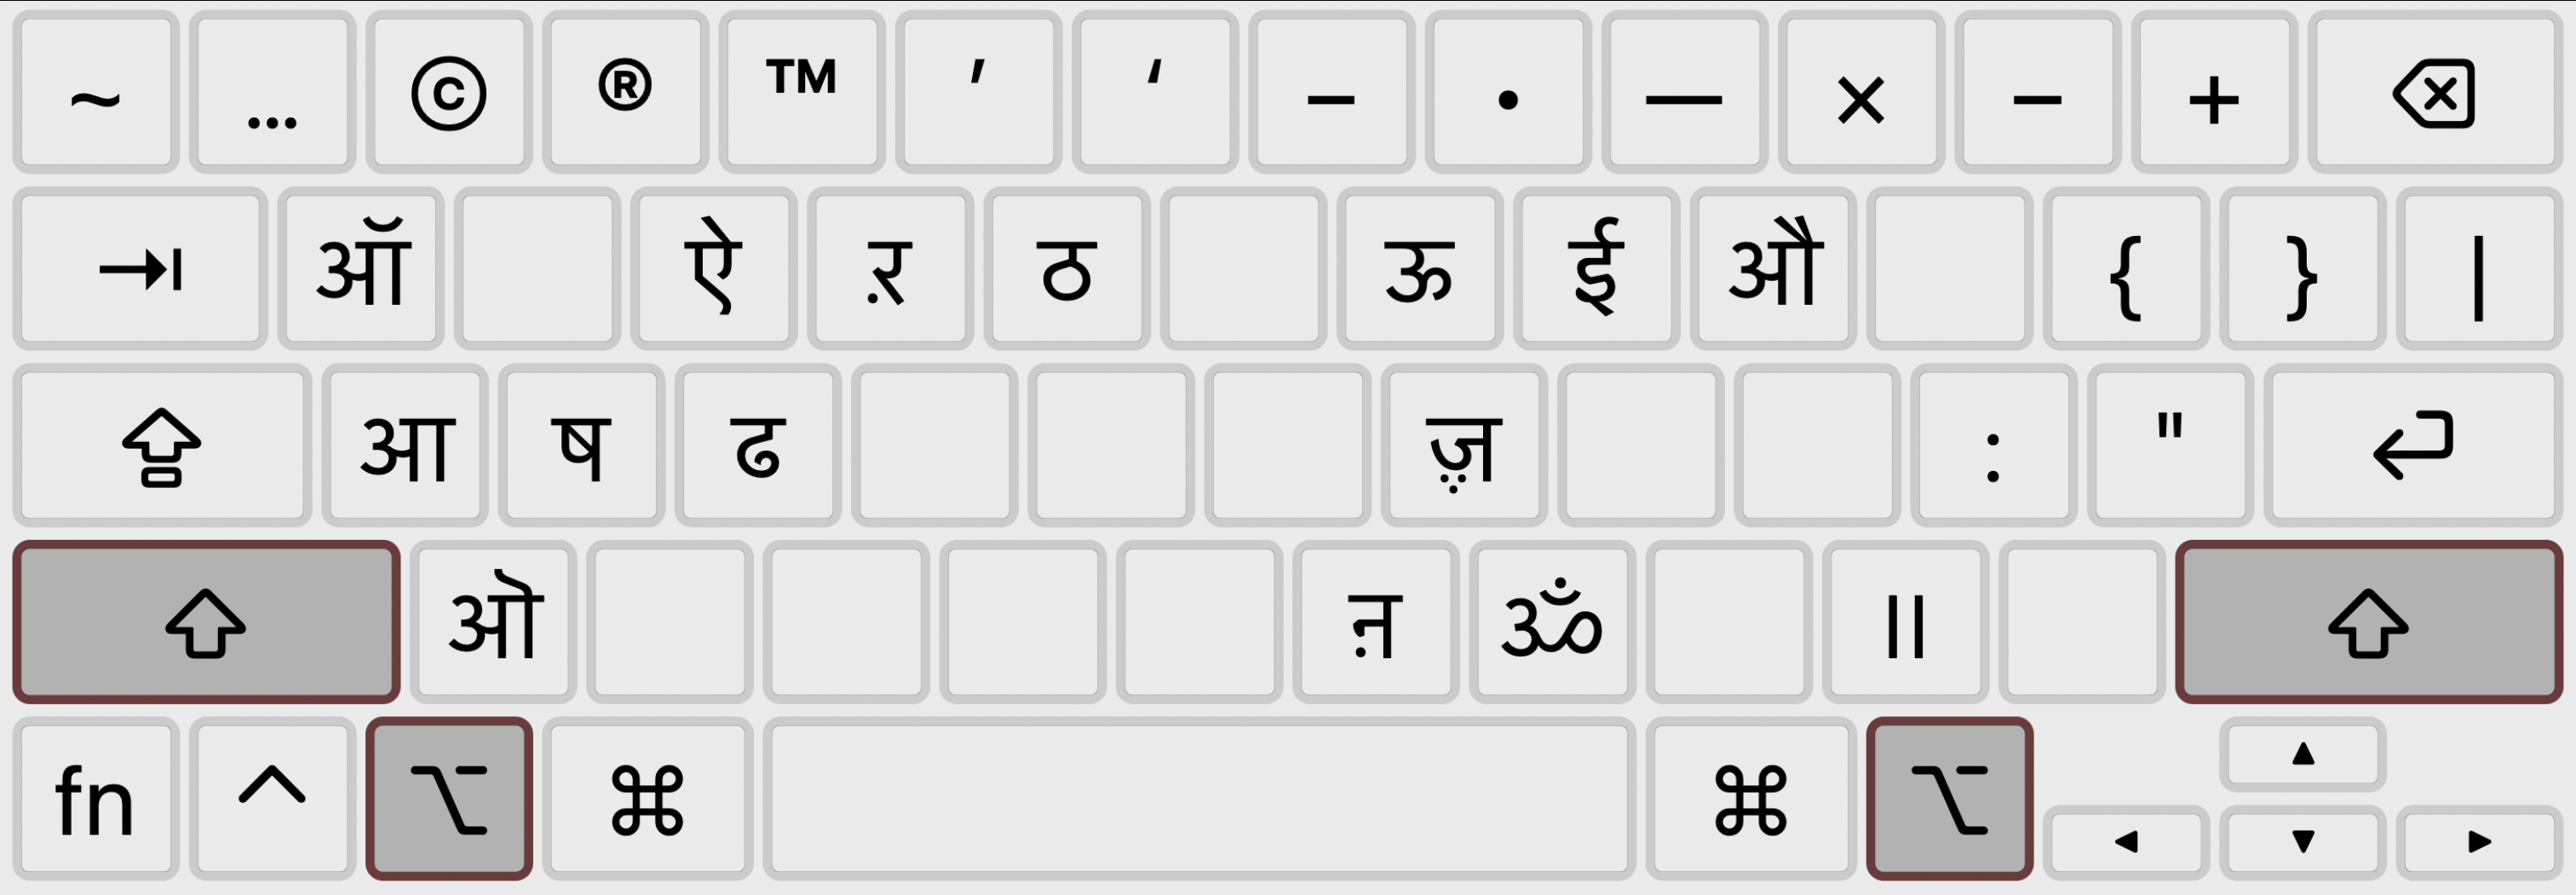 ~ … © ® ™ ′ ‘ – • — × − + ⌫
⇥ ऑ ऐ ऱ ठ ऊ ई औ { } |
⇪ आ ष ढ ॹ : " ↩
⇧ ऒ ऩ ॐ ॥ ⇧
fn ^ ⌥ ⌘ ⌘ ⌥ ◀ ▲ ▼ ▶